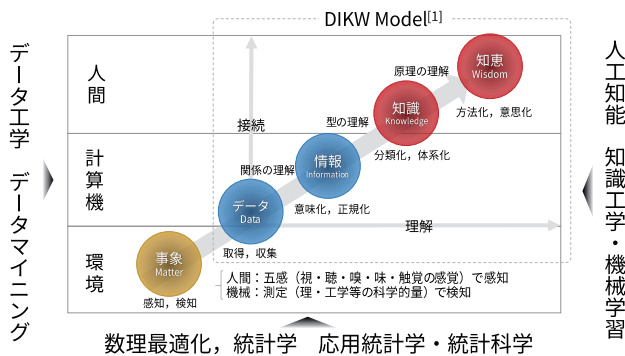 DIKW Model[1]
データ工学　データマイニング
人間
計算機
環境
接続
原理の理解
型の理解
関係の理解
理解
知恵
Wisdom
方法化，意思化
知識
Knowledge
分類化，体系化
情報
Information
意味化，正規化
データ
Data
取得，収集
事象
Matter
感知，検知
人間：五感（視・聴・嗅・味・触覚の感覚）で感知
機械：測定（理・工学等の科学的量）で検知
人工知能　知識工学・機械学習
数理最適化，統計学　応用統計学・統計科学